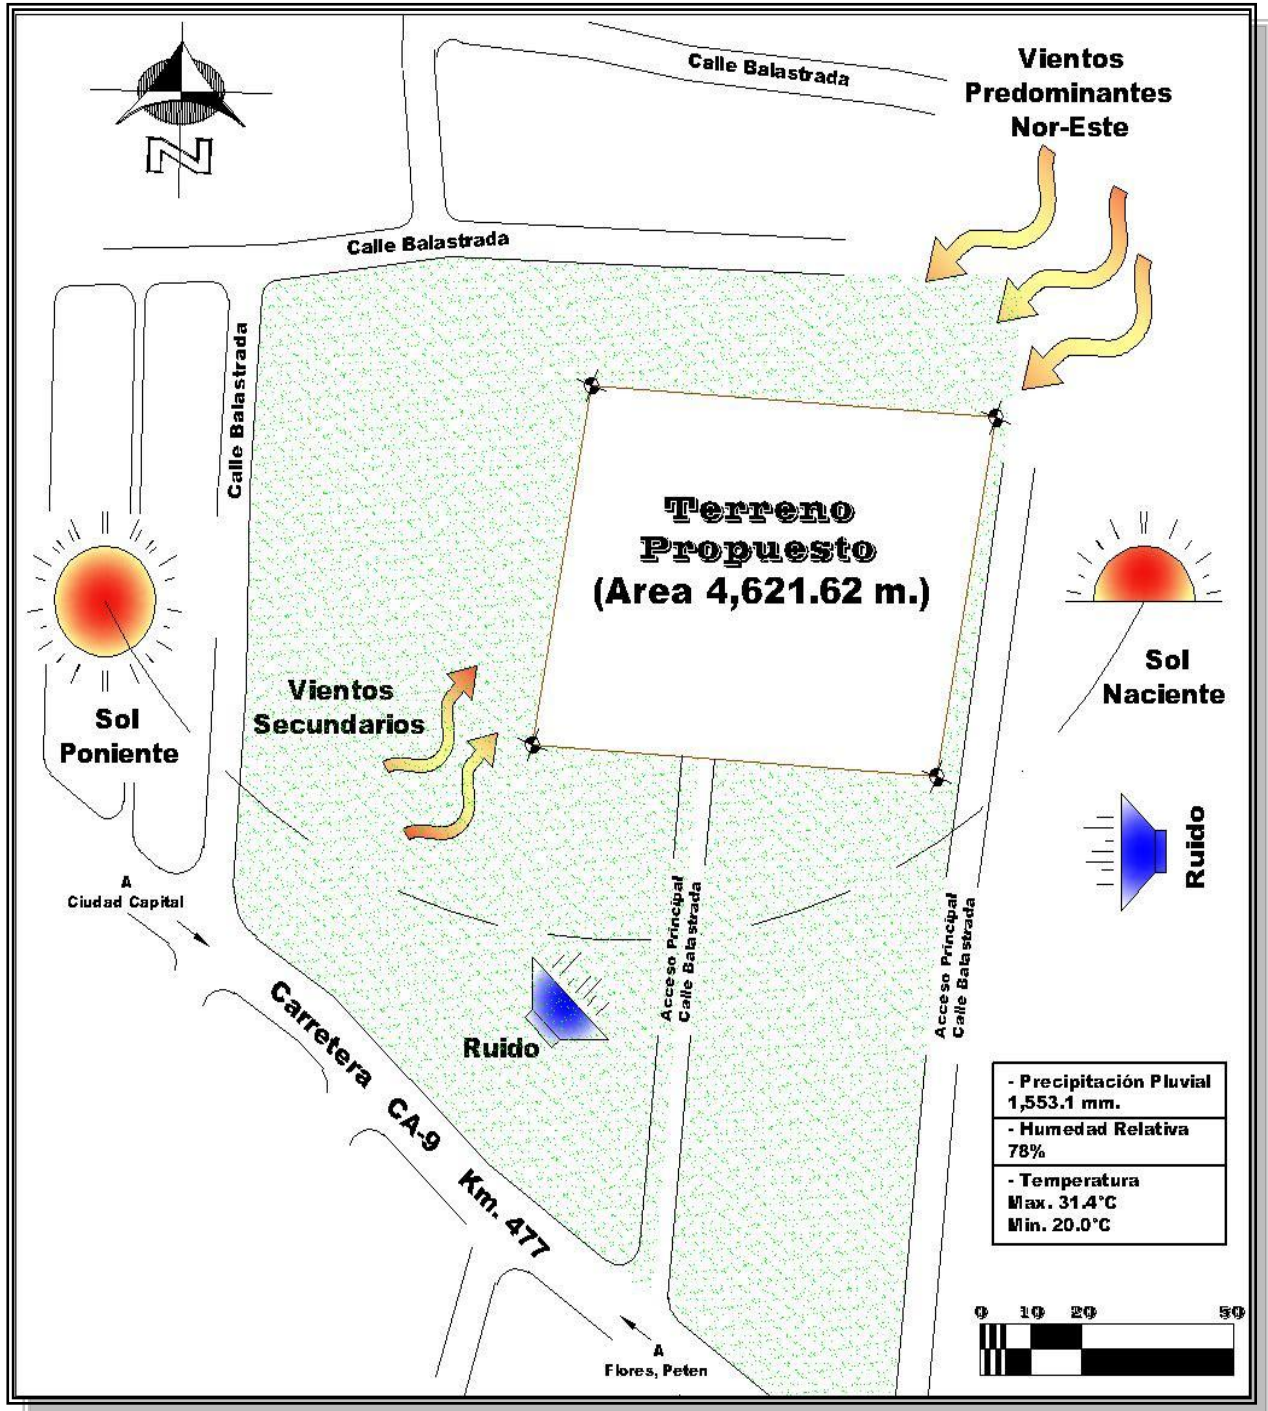 Calle Balastrada
Vientos
Predominantes
Nor-Este
N
Calle Balastrada
Calle Balastrada
Terreno
Propuesto
(Area 4,621.62 m.)
Sol
Naciente
Vientos
Secundarios
Sol
Poniente
Ruido
A
Ciudad Capital
Acceso Principal
Calle Balastrada
Acceso Principal
Calle Balastrada
Carretera CA-9 Km. 477
Ruido
- Precipitación Pluvial
1,553.1 mm.
- Humedad Relativa
78%
- Temperatura
Max. 31.4°C
Min. 20.0°C
0 10 20 50
A
Flores, Peten